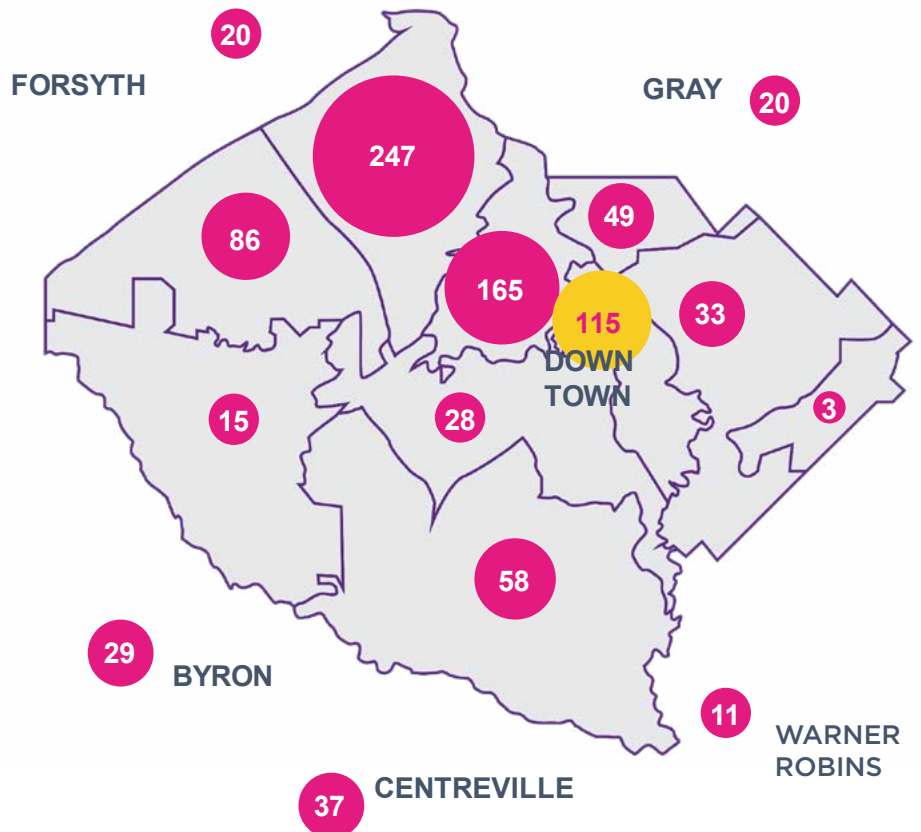 20
FORSYTH
GRAY
20
247
49
86
165
115
33
DOWN
TOWN
3
15
28
58
29
BYRON
11
WARNER
ROBINS
CENTREVILLE
37